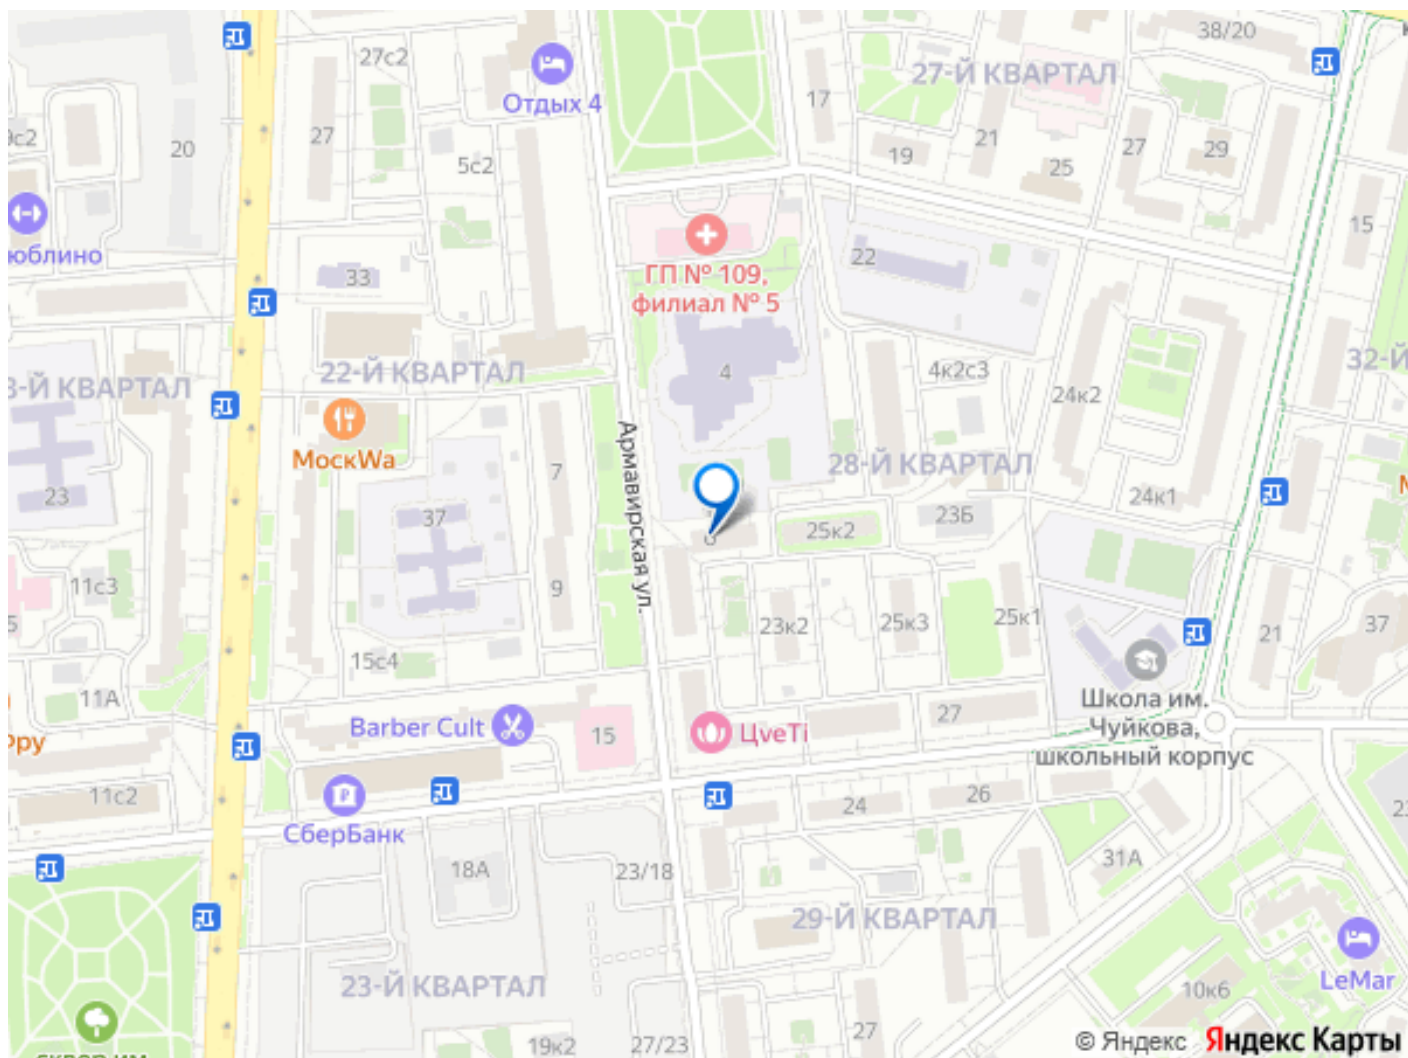 38/20
27с2
27-Й КВАРТАЛ
Отдых 4
17
20
27
5с2
19
21
25
27
29
15
юблино
33
22
ГП № 109,
филиал № 5
22-Й КВАРТАЛ
4
4к2с3
24к2
32-Й
3-Й КВАРТАЛ
МоскWa
Армавирская ул.
7
28-Й КВАРТАЛ
24к1
23
37
25к2
23Б
11с3
9
23к2
25к3
25к1
21
37
5
15с4
11А
Barber Cult
15
ЦвеTi
27
Школа им.
Чуйкова,
школьный корпус
11с2
СберБанк
24
26
18А
23/18
31А
29-Й КВАРТАЛ
23-Й КВАРТАЛ
LeMar
10к6
19к2
27/23
27
© Яндекс Яндекс Карты